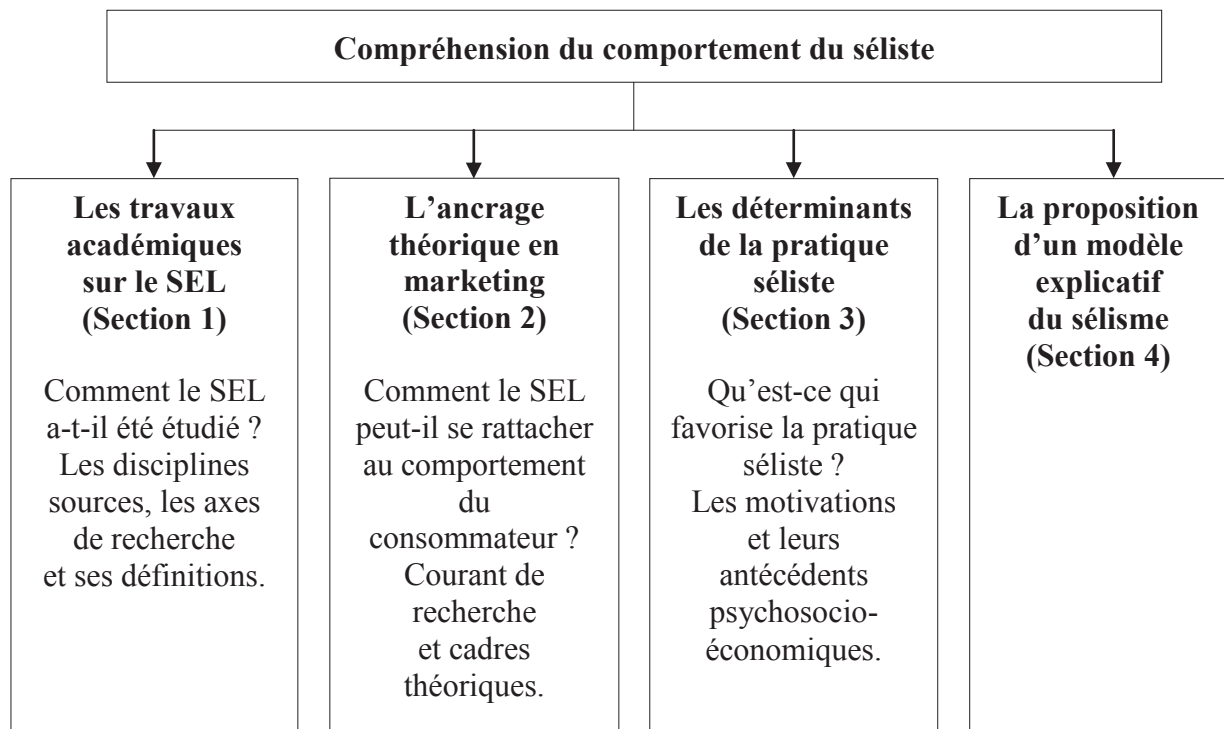 Compréhension du comportement du séliste
Les travaux
académiques
sur le SEL
(Section 1)
Comment le SEL
a-t-il été étudié ?
Les disciplines
sources, les axes
de recherche
et ses définitions.
L’ancrage
théorique en
marketing
(Section 2)
Comment le SEL
peut-il se rattacher
au comportement
du
consommateur ?
Courant de
recherche
et cadres
théoriques.
Les déterminants
de la pratique
séliste
(Section 3)
Qu’est-ce qui
favorise la pratique
séliste ?
Les motivations
et leurs
antécédents
psychosocio-
économiques.
La proposition
d’un modèle
explicatif
du sélisme
(Section 4)